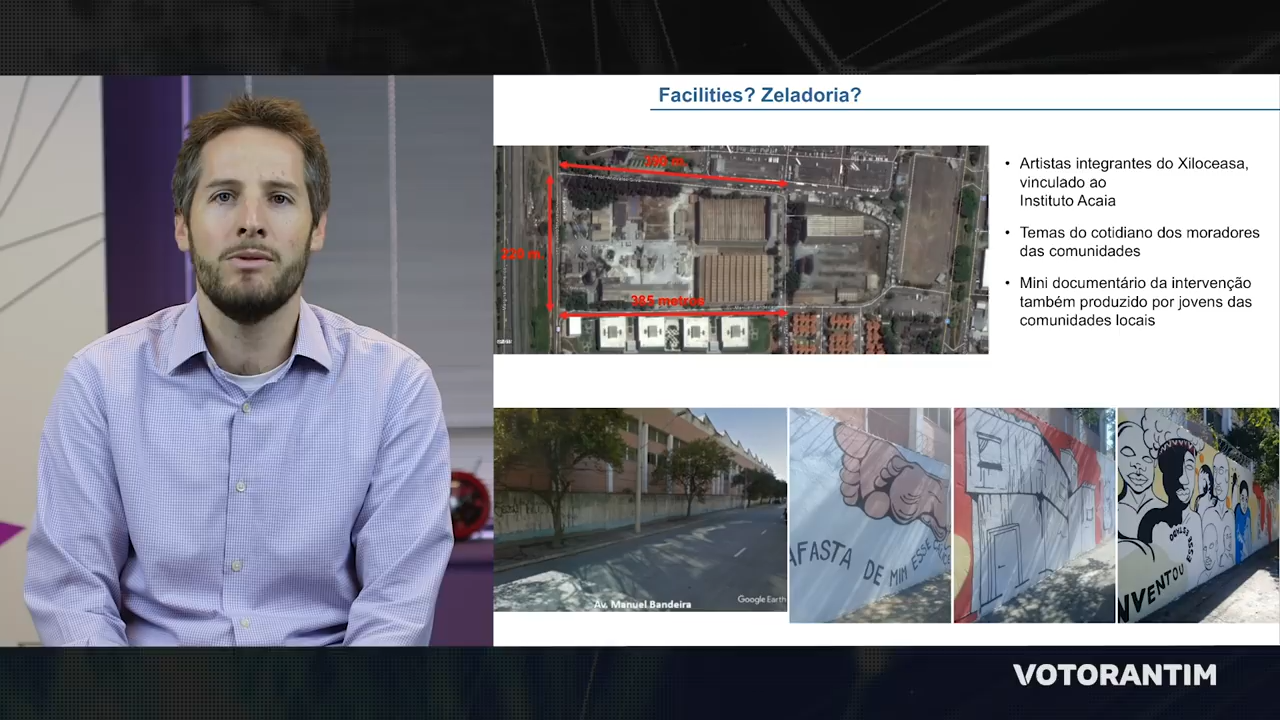 Facilities? Zeladoria?
220 m.
385 metros
• Artistas integrantes do Xiloceasa,
vinculado ao
Instituto Acaia
• Temas do cotidiano dos moradores
das comunidades
• Mini documentário da intervenção
também produzido por jovens das
comunidades locais
Av. Manuel Bandeira
Google Earth
AFASTA DE MIM ESSE
NVENTOU ESSE
VOTORANTIM